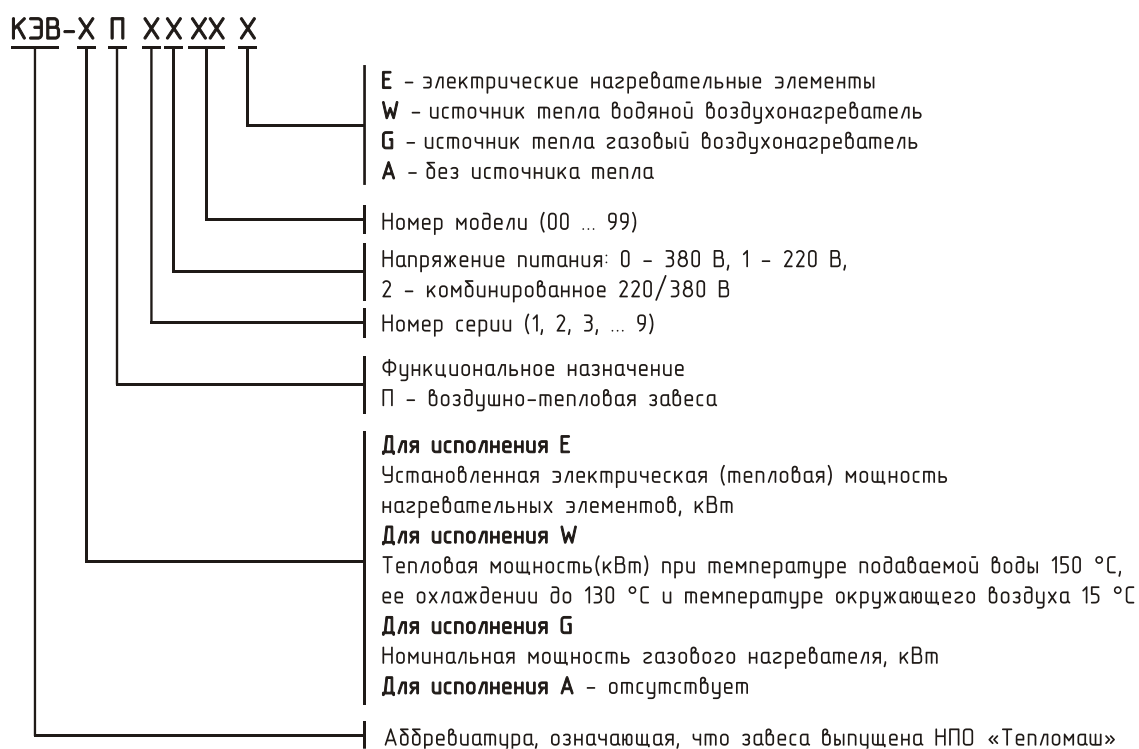 КЭВ-Х П Х Х ХХ Х
Е – электрические нагревательные элементы
W – источник тепла водяной воздухонагреватель
G – источник тепла газовый воздухонагреватель
А – без источника тепла
Номер модели (00 ... 99)
Напряжение питания: 0 – 380 В, 1 – 220 В,
2 – комбинированное 220/380 В
Номер серии (1, 2, 3, ... 9)
Функциональное назначение
П – воздушно-тепловая завеса
Для исполнения Е
Установленная электрическая (тепловая) мощность
нагревательных элементов, кВт
Для исполнения W
Тепловая мощность(кВт) при температуре подаваемой воды 150 °С,
ее охлаждении до 130 °С и температуре окружающего воздуха 15 °С
Для исполнения G
Номинальная мощность газового нагревателя, кВт
Для исполнения А – отсутствует
Аббревиатура, означающая, что завеса выпущена НПО «Тепломаш»